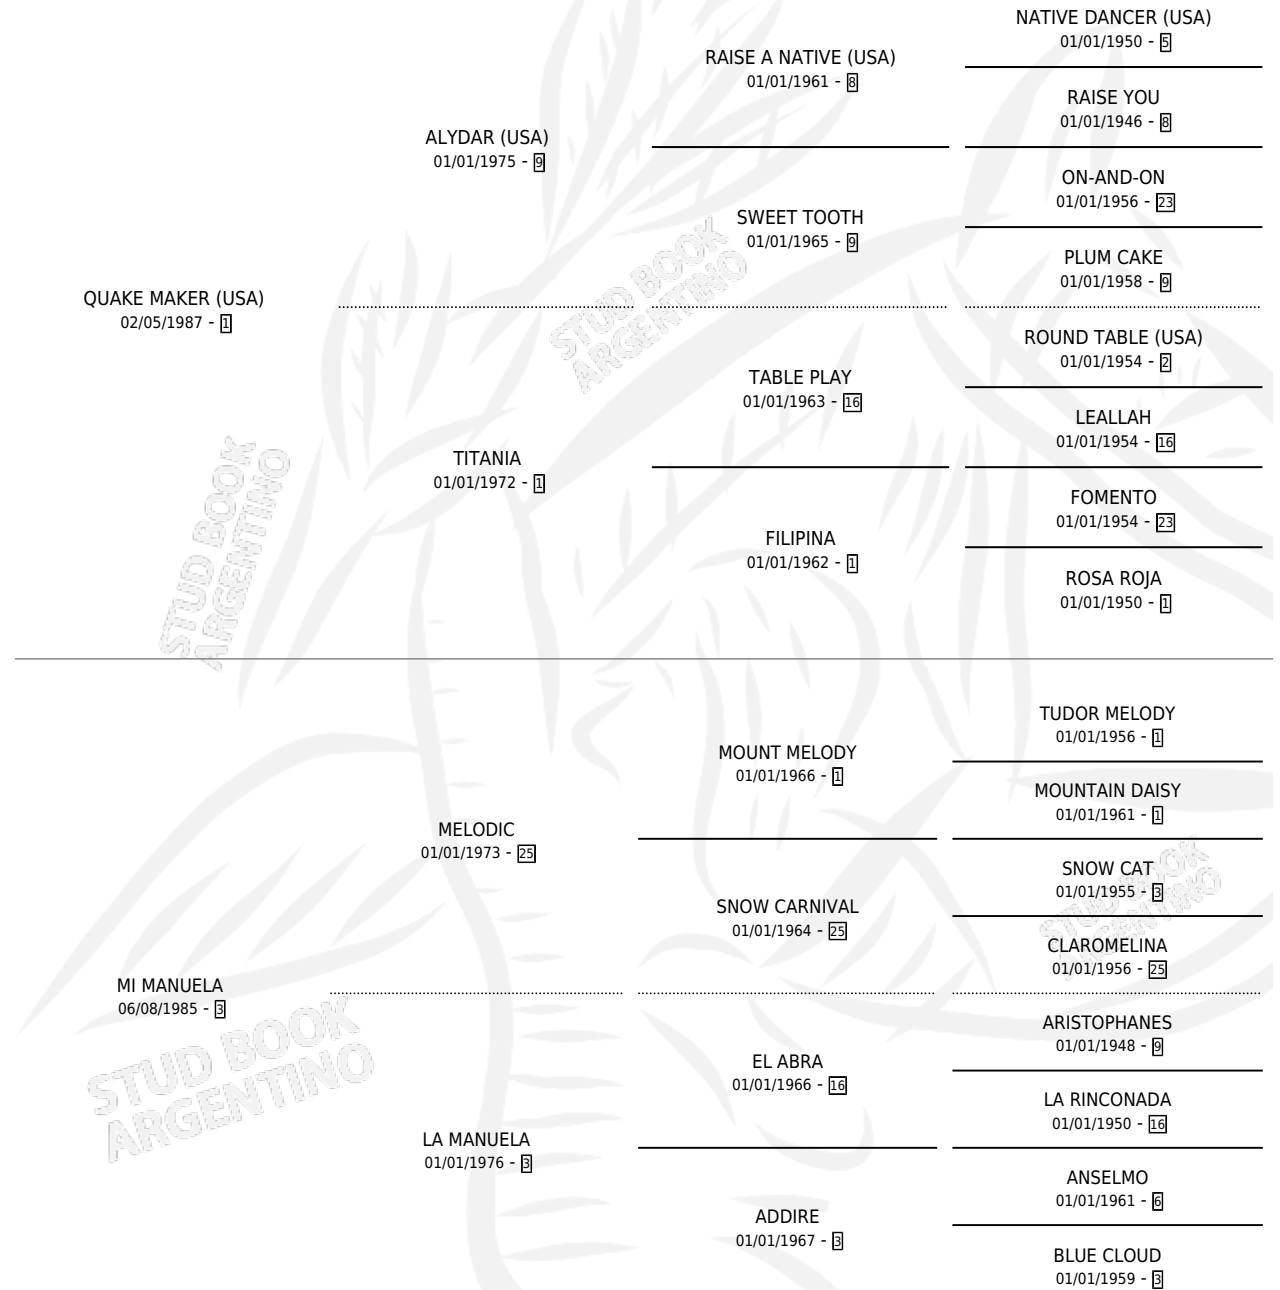 NATIVE DANCER (USA)
01/01/1950 - 5
RAISE A NATIVE (USA)
01/01/1961 - 8
RAISE YOU
01/01/1946 - 8
ALYDAR (USA)
01/01/1975 - 9
ON-AND-ON
01/01/1956 - 23
SWEET TOOTH
01/01/1965 - 9
PLUM CAKE
01/01/1958 - 9
QUAKE MAKER (USA)
02/05/1987 - 1
ROUND TABLE (USA)
01/01/1954 - 2
TABLE PLAY
01/01/1963 - 16
LEALLAH
01/01/1954 - 16
TITANIA
01/01/1972 - 1
FOMENTO
01/01/1954 - 23
FILIPINA
01/01/1962 - 1
ROSA ROJA
01/01/1950 - 1
TUDOR MELODY
01/01/1956 - 1
MOUNT MELODY
01/01/1966 - 1
MOUNTAIN DAISY
01/01/1961 - 1
MELODIC
01/01/1973 - 25
SNOW CAT
01/01/1955 - 3
SNOW CARNIVAL
01/01/1964 - 25
CLAROMELINA
01/01/1956 - 25
MI MANUELA
06/08/1985 - 3
ARISTOPHANES
01/01/1948 - 9
EL ABRA
01/01/1966 - 16
LA RINCONADA
01/01/1950 - 16
LA MANUELA
01/01/1976 - 3
ANSELMO
01/01/1961 - 6
ADDIRE
01/01/1967 - 3
BLUE CLOUD
01/01/1959 - 3
STUD BOOK
ARGENTINO
STUD BOOK
ARGENTINO
STUD BOOK
ARGENTINO
STUD BOOK
ARGENTINO